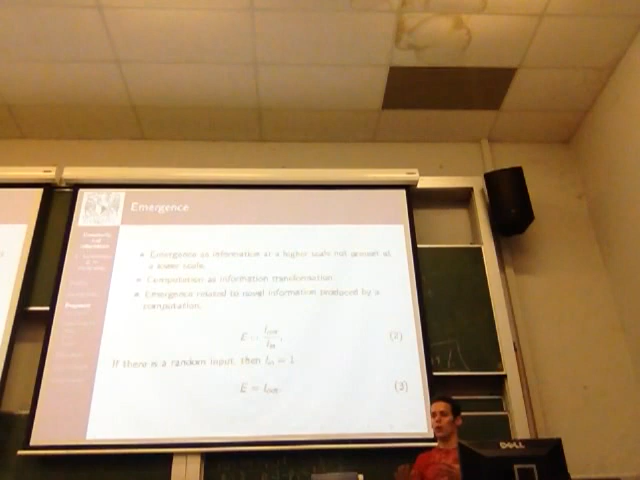 Emergence
Emergence as information at a higher scale not present at
a lower scale.
Computation as information transformation.
Emergence related to novel information produced by a
computation.
E = I_out / I_in , (2)
If there is a random input, then I_in = 1
E = I_out. (3)
DELL